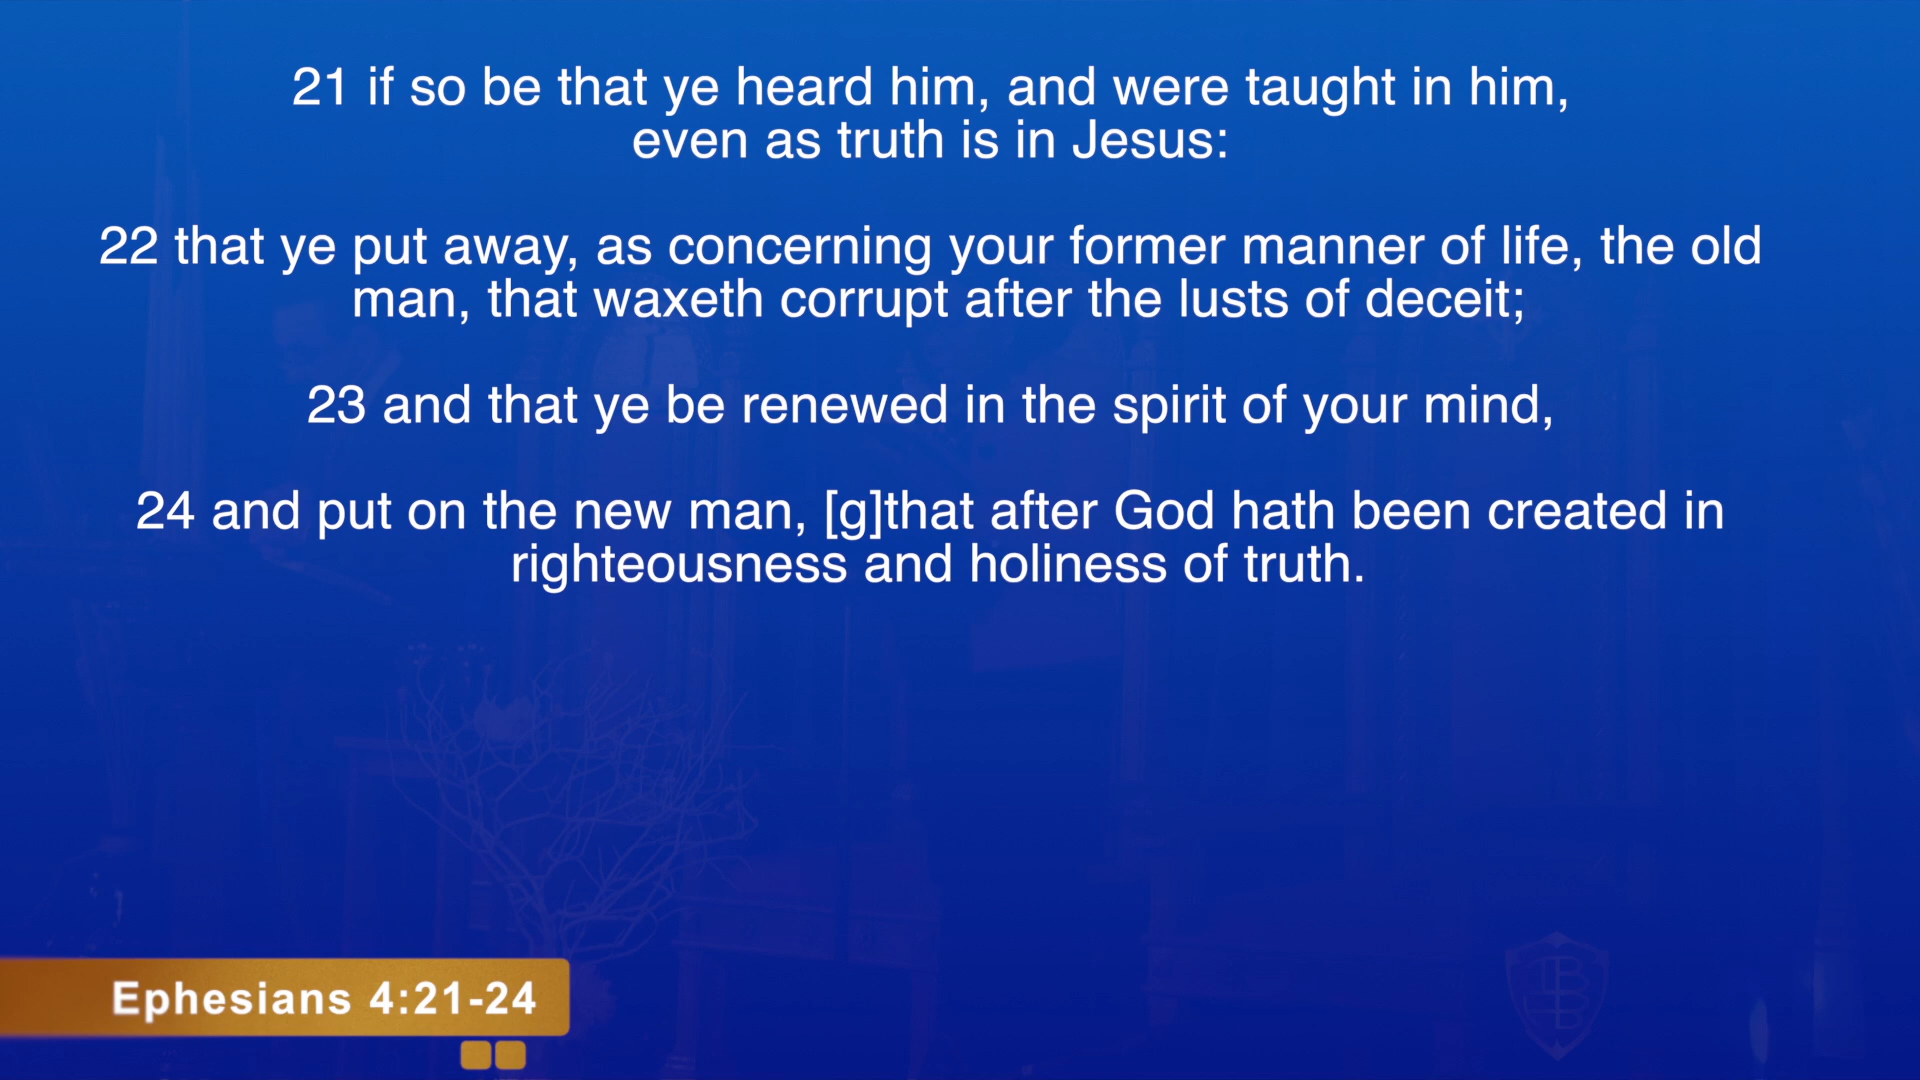 21 if so be that ye heard him, and were taught in him,
even as truth is in Jesus:
22 that ye put away, as concerning your former manner of life, the old
man, that waxeth corrupt after the lusts of deceit;
23 and that ye be renewed in the spirit of your mind,
24 and put on the new man, [g]that after God hath been created in
righteousness and holiness of truth.
Ephesians 4:21-24